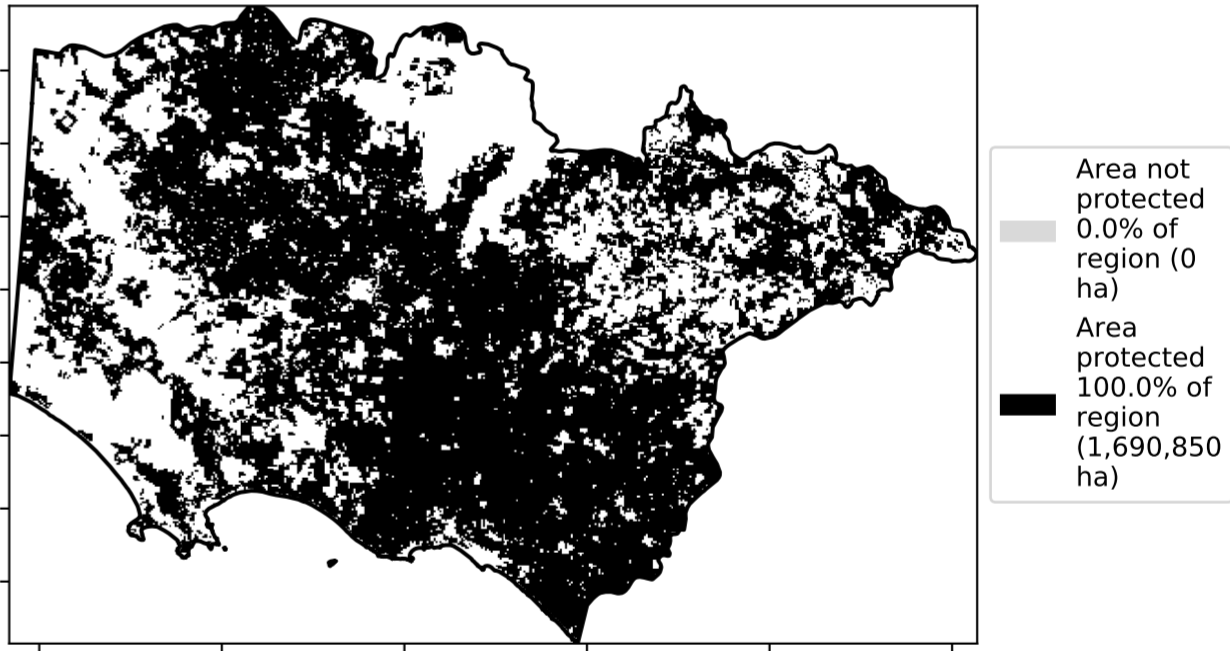 Area not
protected
0.0% of
region (0
ha)
Area
protected
100.0% of
region
(1,690,850
ha)